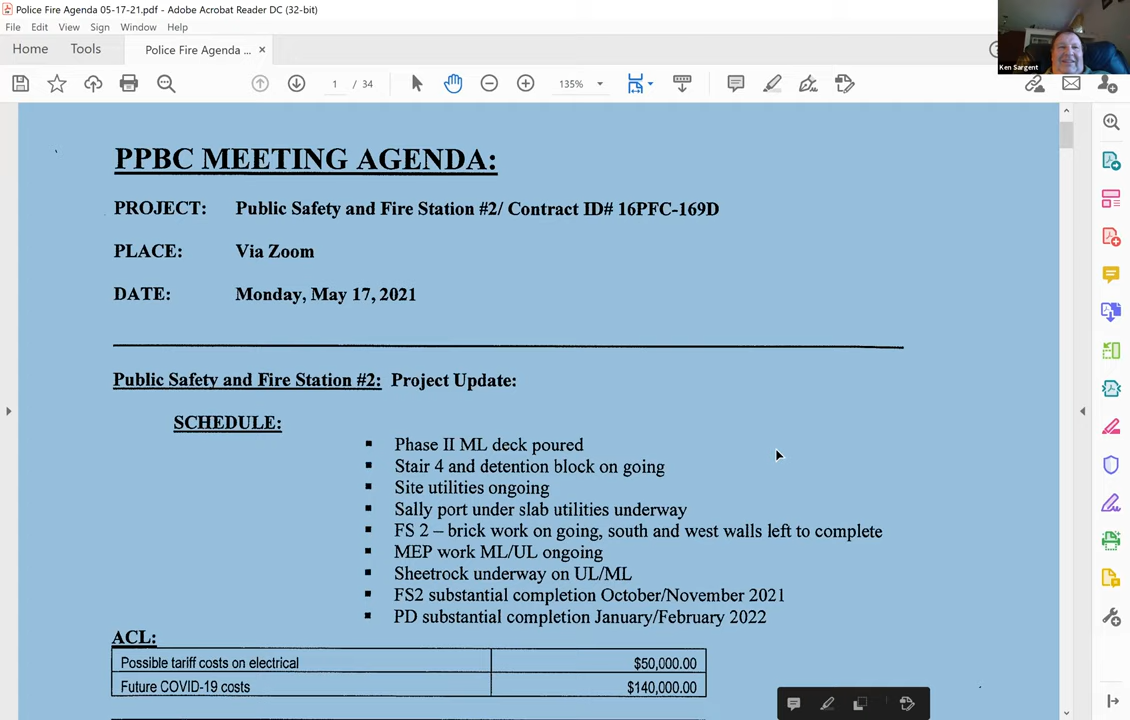 Police Fire Agenda 05-17-21.pdf - Adobe Acrobat Reader DC (32-bit)
File Edit View Sign Window Help
Home Tools Police Fire Agenda ... ×
1 / 34 135%
Ken Sargent
PPBC MEETING AGENDA:
PROJECT: Public Safety and Fire Station #2/ Contract ID# 16PFC-169D
PLACE: Via Zoom
DATE: Monday, May 17, 2021
Public Safety and Fire Station #2: Project Update:
SCHEDULE:
▪ Phase II ML deck poured
▪ Stair 4 and detention block on going
▪ Site utilities ongoing
▪ Sally port under slab utilities underway
▪ FS 2 – brick work on going, south and west walls left to complete
▪ MEP work ML/UL ongoing
▪ Sheetrock underway on UL/ML
▪ FS2 substantial completion October/November 2021
▪ PD substantial completion January/February 2022
ACL:
Possible tariff costs on electrical $50,000.00
Future COVID-19 costs $140,000.00